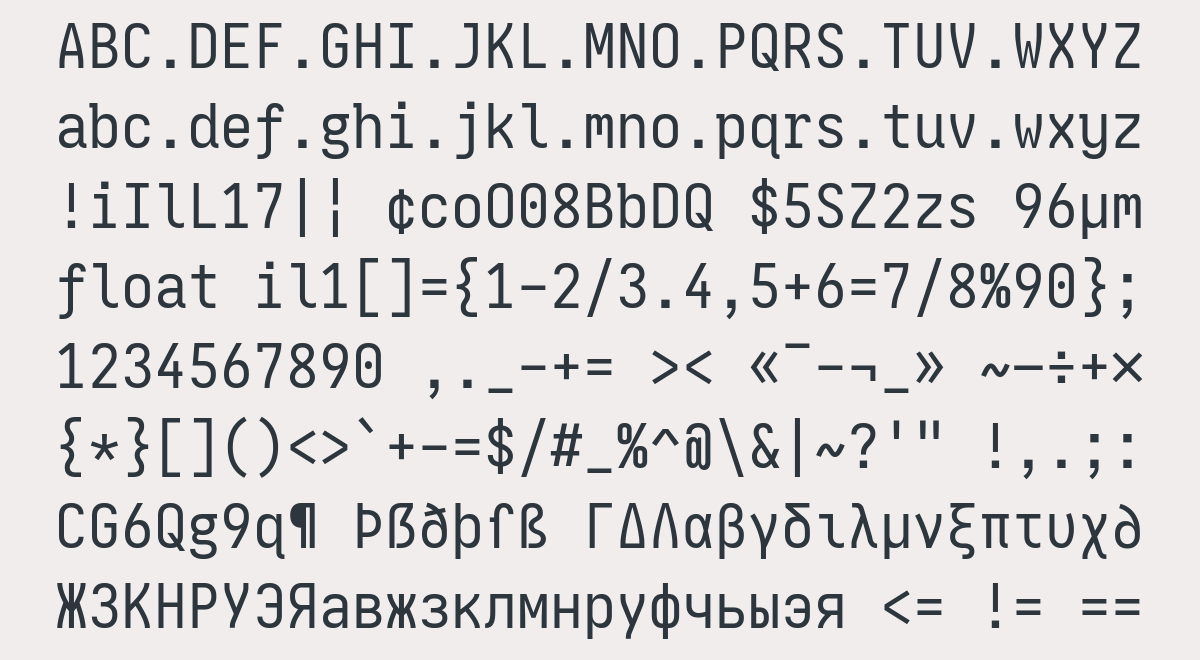 ABC.DEF.GHI.JKL.MNO.PQRS.TUV.WXYZ
abc.def.ghi.jkl.mno.pqrs.tuv.wxyz
!iIlL17|¦ ¢coO08BbDQ $5SZ2zs 96µm
float il1[]={1-2/3.4,5+6=7/8%90};
1234567890 ,._-+= >< «¯-¬_» ~–÷+×
{*}[]()<>`+-=$/#_%^@\&|~?'" !,.;:
CG6Qg9q¶ Þẞðþſß ΓΔΛαβγδιλμνξπτυχ∂
ЖЗКНРУЭЯавжзклмнруфчьыэя <= != ==